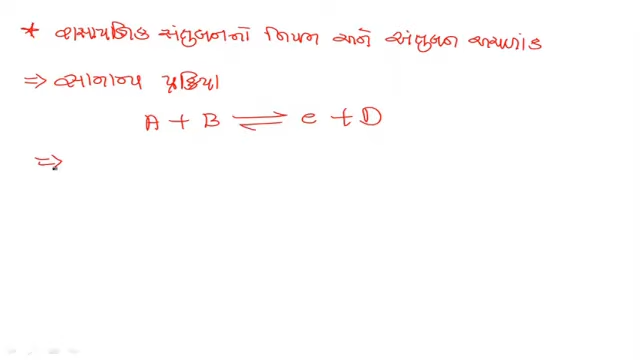 * રાસાયણિક સંતુલનનો નિયમ અને સંતુલન અચળાંક
⇒ સામાન્ય પ્રક્રિયા
A + B ⇌ C + D
⇒